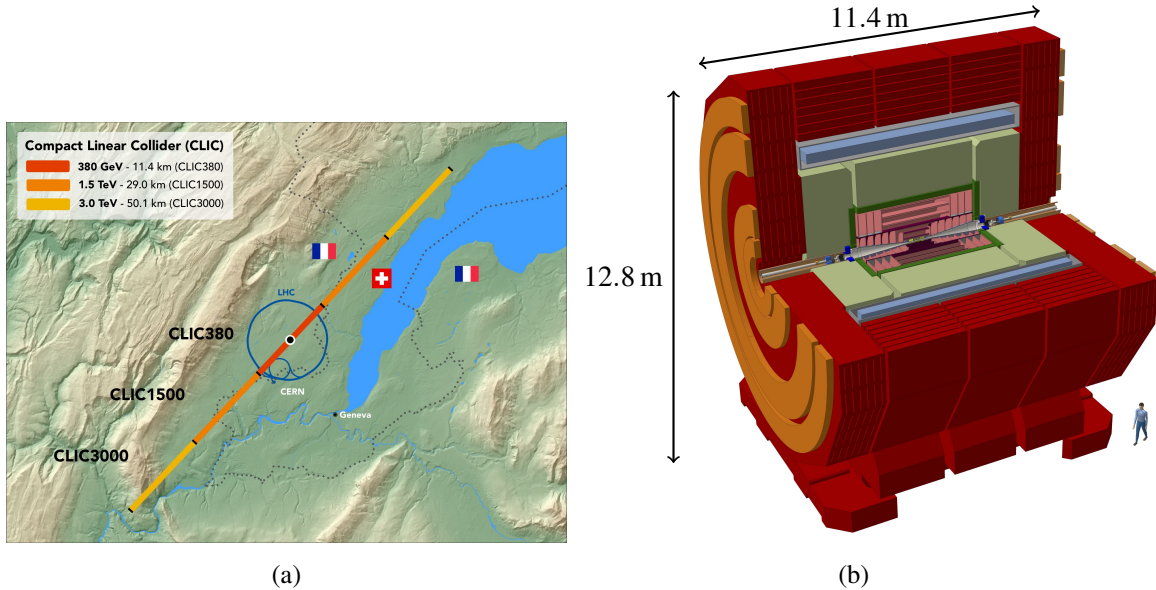 Compact Linear Collider (CLIC)
380 GeV - 11.4 km (CLIC380)
1.5 TeV - 29.0 km (CLIC1500)
3.0 TeV - 50.1 km (CLIC3000)
LHC
CLIC380
CLIC1500
CERN
Geneva
CLIC3000
(a)
11.4 m
12.8 m
(b)